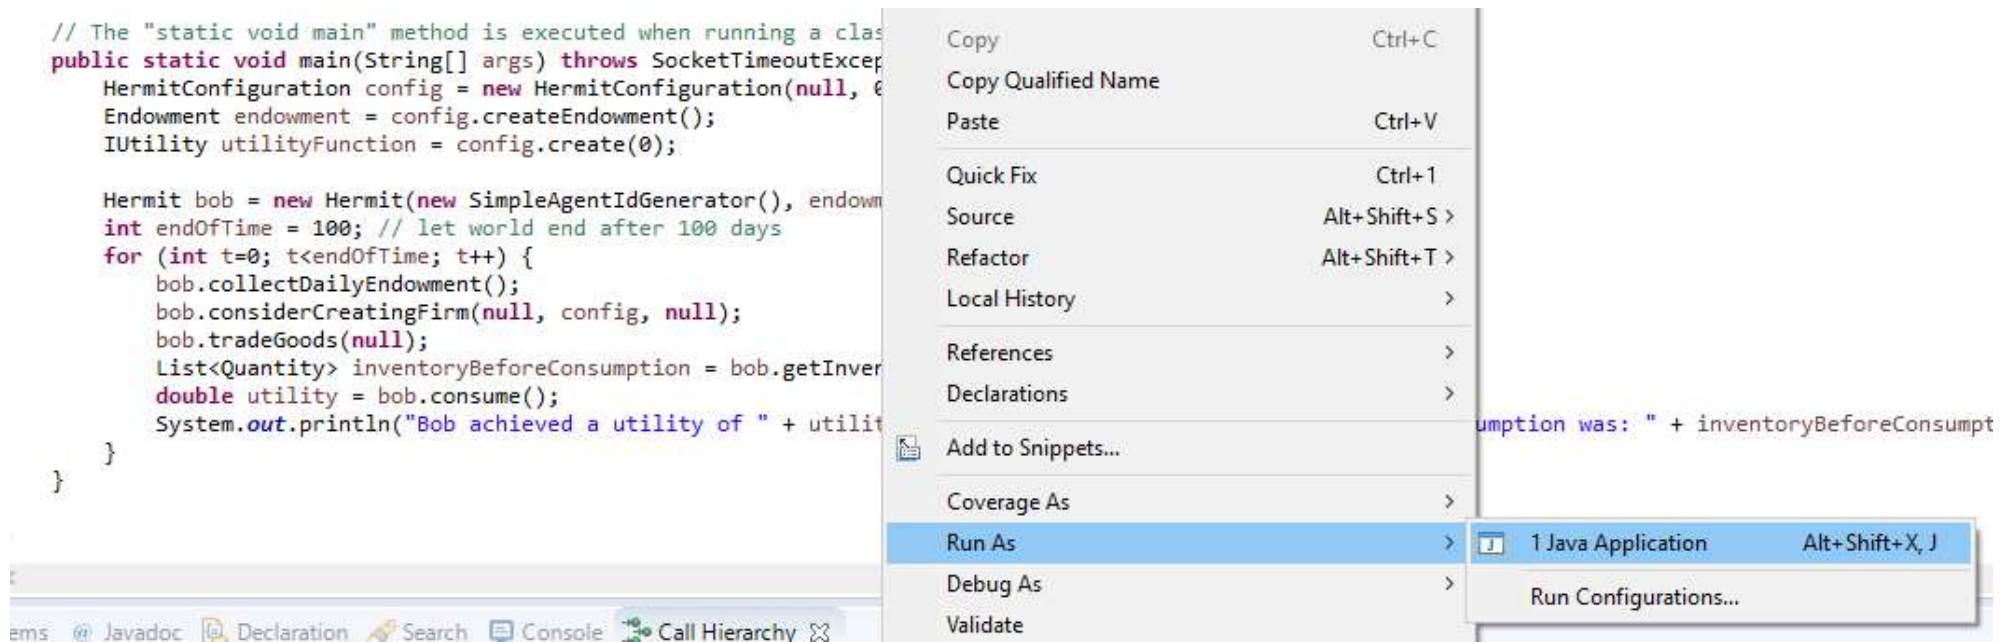 // The "static void main" method is executed when running a clas
public static void main(String[] args) throws SocketTimeoutExcep
HermitConfiguration config = new HermitConfiguration(null, 0
Endowment endowment = config.createEndowment();
IUtility utilityFunction = config.create(0);
Hermit bob = new Hermit(new SimpleAgentIdGenerator(), endowm
int endOfTime = 100; // let world end after 100 days
for (int t=0; t<endOfTime; t++) {
bob.collectDailyEndowment();
bob.considerCreatingFirm(null, config, null);
bob.tradeGoods(null);
List<Quantity> inventoryBeforeConsumption = bob.getInver
double utility = bob.consume();
System.out.println("Bob achieved a utility of " + utilit
umption was: " + inventoryBeforeConsumpt
}
}
Copy Ctrl+C
Copy Qualified Name
Paste Ctrl+V
Quick Fix Ctrl+1
Source Alt+Shift+S >
Refactor Alt+Shift+T >
Local History >
References >
Declarations >
Add to Snippets...
Coverage As >
Run As >
Debug As >
Validate
1 Java Application Alt+Shift+X, J
Run Configurations...
ems @ Javadoc Declaration Search Console Call Hierarchy